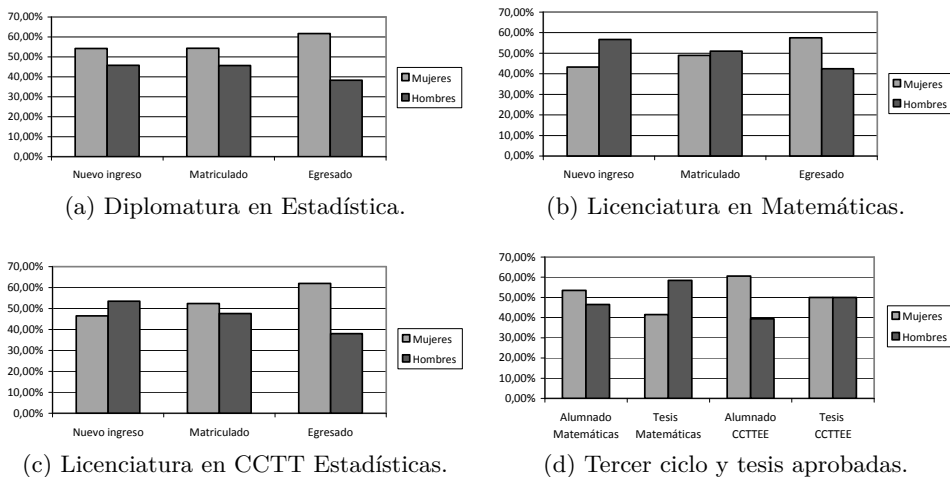 70,00%
60,00%
50,00%
40,00%
30,00%
20,00%
10,00%
0,00%
Nuevo ingreso Matriculado Egresado
Mujeres
Hombres
(a) Diplomatura en Estadística.
70,00%
60,00%
50,00%
40,00%
30,00%
20,00%
10,00%
0,00%
Nuevo ingreso Matriculado Egresado
Mujeres
Hombres
(b) Licenciatura en Matemáticas.
70,00%
60,00%
50,00%
40,00%
30,00%
20,00%
10,00%
0,00%
Nuevo ingreso Matriculado Egresado
Mujeres
Hombres
(c) Licenciatura en CCTT Estadísticas.
70,00%
60,00%
50,00%
40,00%
30,00%
20,00%
10,00%
0,00%
Alumnado Tesis Alumnado Tesis
Matemáticas Matemáticas CCTTEE CCTTEE
Mujeres
Hombres
(d) Tercer ciclo y tesis aprobadas.